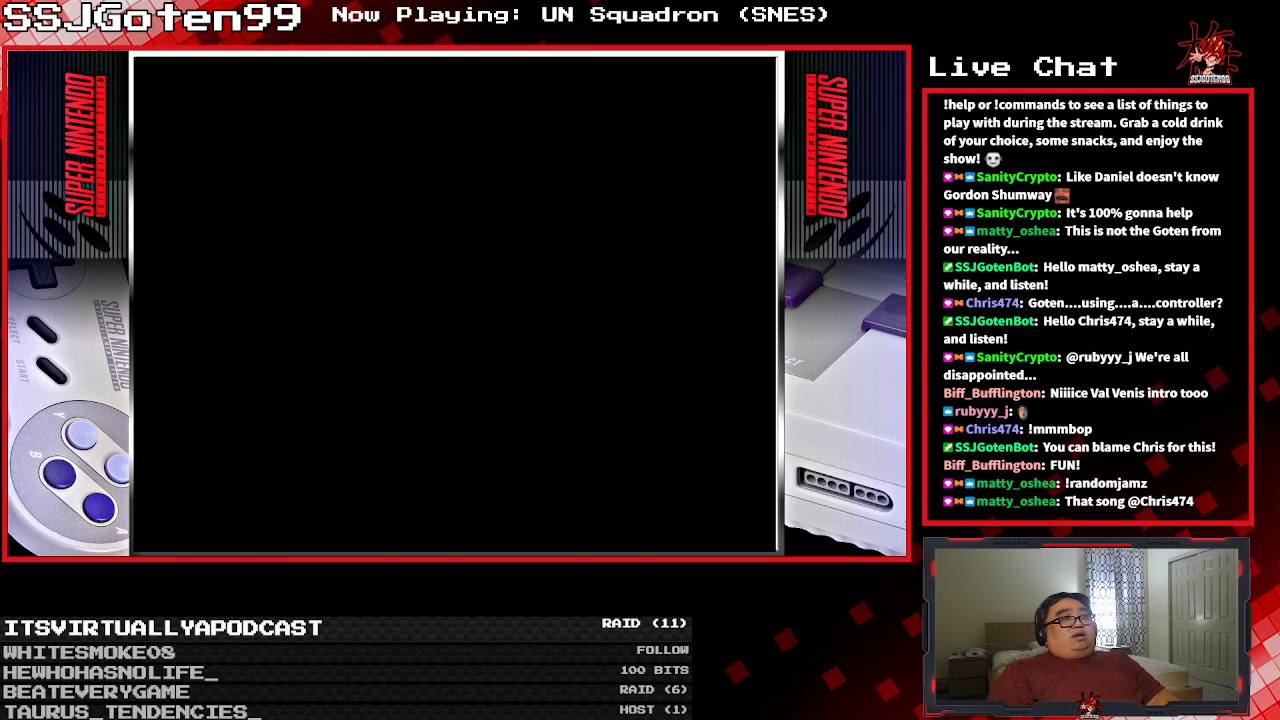 SSJGoten99
Now Playing: UN Squadron (SNES)
Live Chat
SSJGOTEN99
SUPER NINTENDO
SUPER NINTENDO
SUPER NINTENDO
SELECT
START
Y
B
A
!help or !commands to see a list of things to
play with during the stream. Grab a cold drink
of your choice, some snacks, and enjoy the
show!
SanityCrypto: Like Daniel doesn't know
Gordon Shumway
SanityCrypto: It's 100% gonna help
matty_oshea: This is not the Goten from
our reality...
SSJGotenBot: Hello matty_oshea, stay a
while, and listen!
Chris474: Goten....using....a....controller?
SSJGotenBot: Hello Chris474, stay a while,
and listen!
SanityCrypto: @rubyyy_j We're all
disappointed...
Biff_Bufflington: Niiiice Val Venis intro tooo
rubyyy_j:
Chris474: !mmmbop
SSJGotenBot: You can blame Chris for this!
Biff_Bufflington: FUN!
matty_oshea: !randomjamz
matty_oshea: That song @Chris474
ITSVIRTUALLYAPODCAST RAID (11)
WHITESMOKE08 FOLLOW
HEWHOHASNOLIFE_ 100 BITS
BEATEVERYGAME RAID (6)
TAURUS_TENDENCIES_ HOST (1)